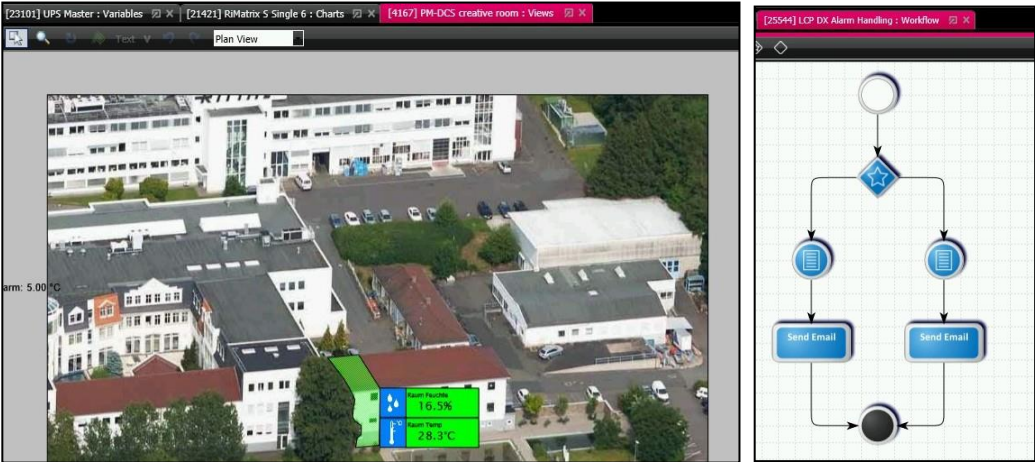 [23101] UPS Master : Variables
[21421] RiMatrix S Single 6 : Charts
[4167] PM-DCS creative room : Views
Text V
Plan View
arm: 5.00 °C
Raum Feuchte
16.5%
°C
Raum Temp
28.3°C
[25544] LCP DX Alarm Handling : Workflow
Send Email
Send Email